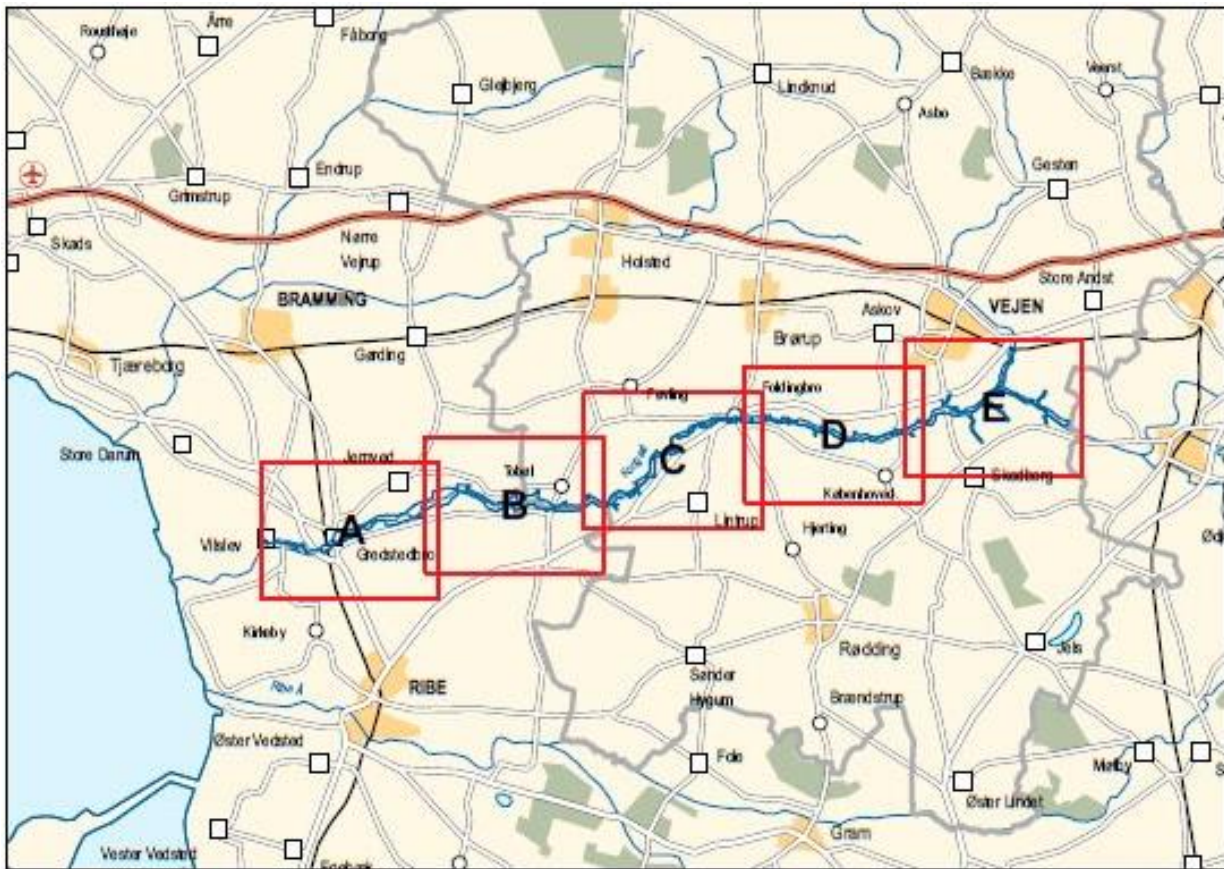 Rousthøje
Årre
Fåborg
Glejbjerg
Lindknud
Bække
Veerst
Asbo
Endrup
Grimstrup
Gesten
Skads
Nørre
Vejrup
Holsted
Store Andst
BRAMMING
VEJEN
Askov
Brørup
Gørding
Tjæreborg
Føvling
Foldingbro
E
D
Store Darum
Jernved
Tobøl
C
Skodborg
B
Københoved
Lintrup
A
Vilslev
Gredstedbro
Hjerting
Kirkeby
Rødding
Jels
Sønder
Hygum
Ribe Å
RIBE
Brændstrup
Øster Vedsted
Fole
Mølby
S
Øster Lindet
Gram
Vester Vedsted